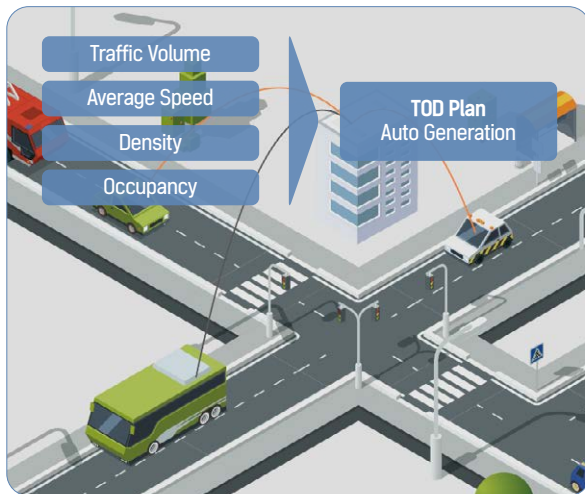 Traffic Volume
Average Speed
Density
Occupancy
TOD Plan
Auto Generation